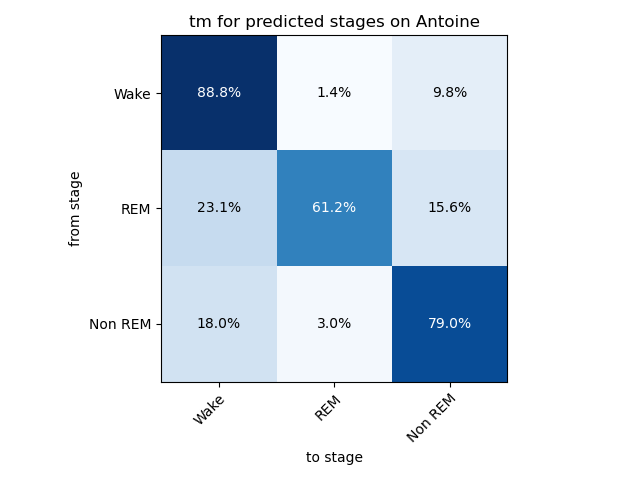 tm for predicted stages on Antoine
Wake 88.8% 1.4% 9.8%
REM 23.1% 61.2% 15.6%
Non REM 18.0% 3.0% 79.0%
from stage
Wake REM Non REM
to stage